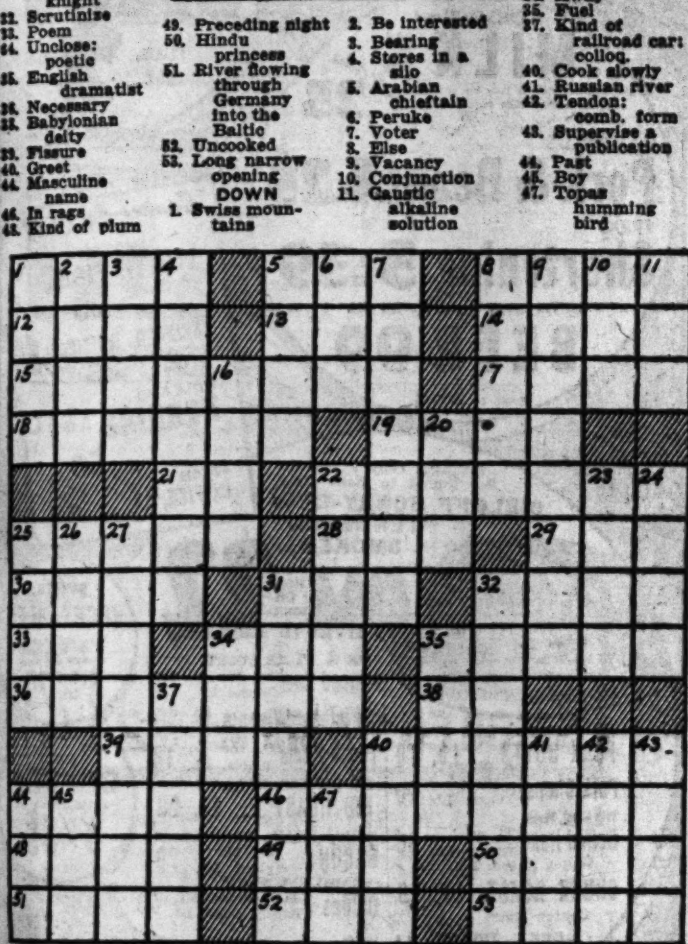 knight
32. Scrutinise
33. Poem
34. Unclose:
poetic
35. English
dramatist
36. Necessary
38. Babylonian
deity
39. Fissure
40. Greet
44. Masculine
name
46. In rags
48. Kind of plum
49. Preceding night
50. Hindu
princess
51. River flowing
through
Germany
into the
Baltic
52. Uncooked
53. Long narrow
opening
DOWN
1. Swiss moun-
tains
2. Be interested
3. Bearing
4. Stores in a
silo
5. Arabian
chieftain
6. Peruke
7. Voter
8. Else
9. Vacancy
10. Conjunction
11. Caustic
alkaline
solution
35. Fuel
37. Kind of
railroad car:
colloq.
40. Cook slowly
41. Russian river
42. Tendon:
comb. form
43. Supervise a
publication
44. Past
45. Boy
47. Topas
humming
bird
1 2 3 4 5 6 7 8 9 10 11
12 13 14
15 16 17
18 19 20
21 22 23 24
25 26 27 28 29
30 31 32
33 34 35
36 37 38
39 40 41 42 43
44 45 46 47
48 49 50
51 52 53